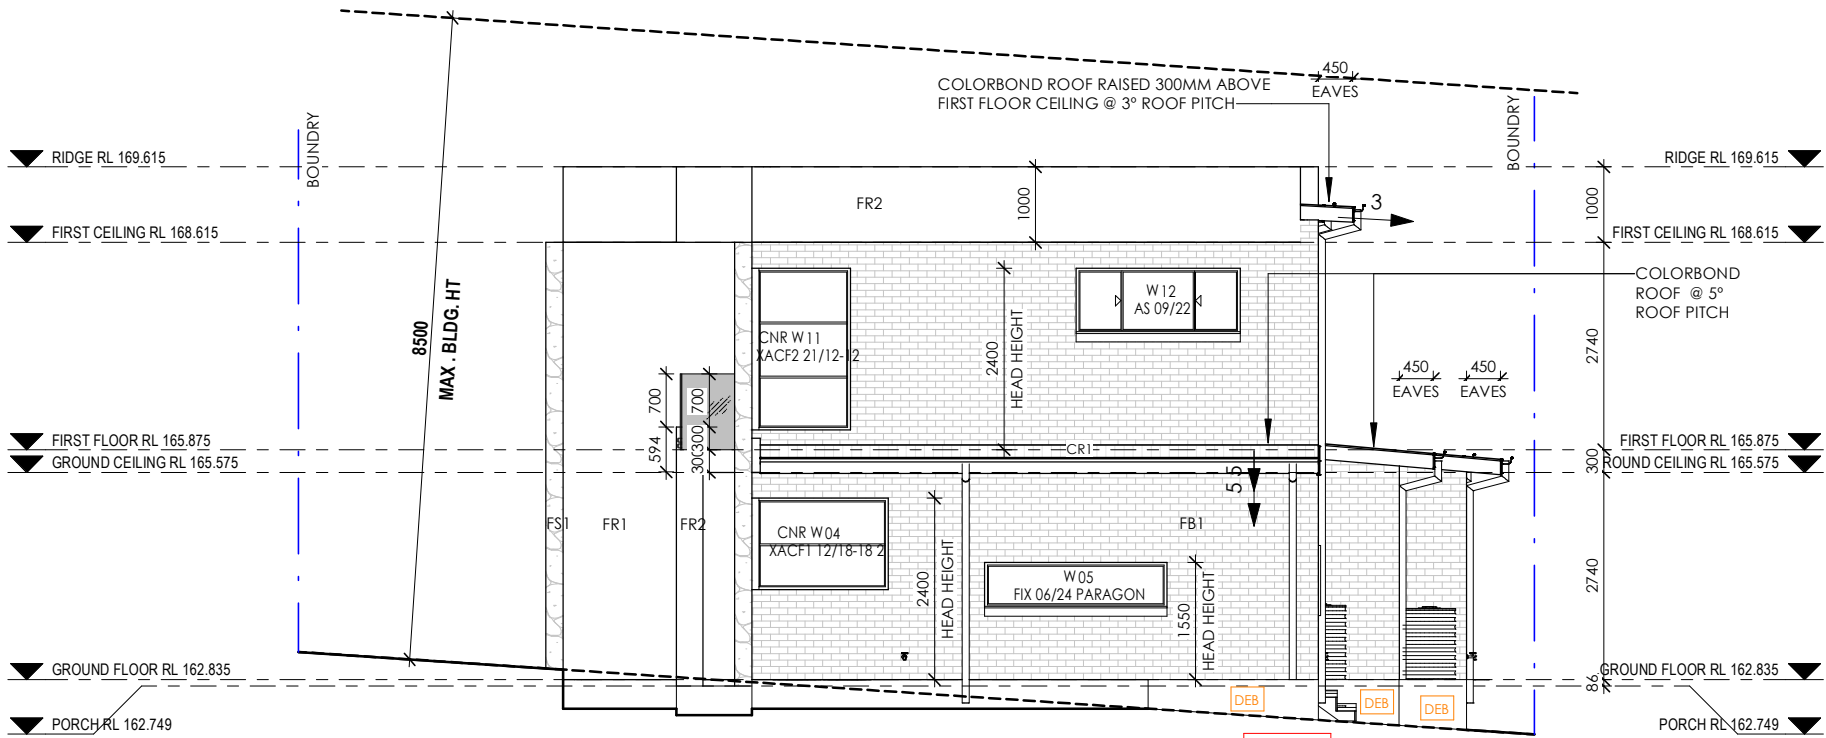 450
EAVES
COLORBOND ROOF RAISED 300MM ABOVE
FIRST FLOOR CEILING @ 3° ROOF PITCH
BOUNDRY
BOUNDRY
8500
MAX. BLDG. HT
RIDGE RL 169.615
RIDGE RL 169.615
FR2
1000
3
1000
FIRST CEILING RL 168.615
FIRST CEILING RL 168.615
COLORBOND
ROOF @ 5°
ROOF PITCH
W12
AS 09/22
CNR W11
XACF2 21/12-12
2400
HEAD HEIGHT
2740
450
EAVES
450
EAVES
700
700
594
300
300
FIRST FLOOR RL 165.875
FIRST FLOOR RL 165.875
CR1
GROUND CEILING RL 165.575
ROUND CEILING RL 165.575
300
5
5
FS1
FR1
FR2
CNR W04
XACF1 12/18-18 2
FB1
2400
HEAD HEIGHT
W05
FIX 06/24 PARAGON
1550
HEAD HEIGHT
2740
GROUND FLOOR RL 162.835
GROUND FLOOR RL 162.835
86
DEB
DEB
DEB
PORCH RL 162.749
PORCH RL 162.749